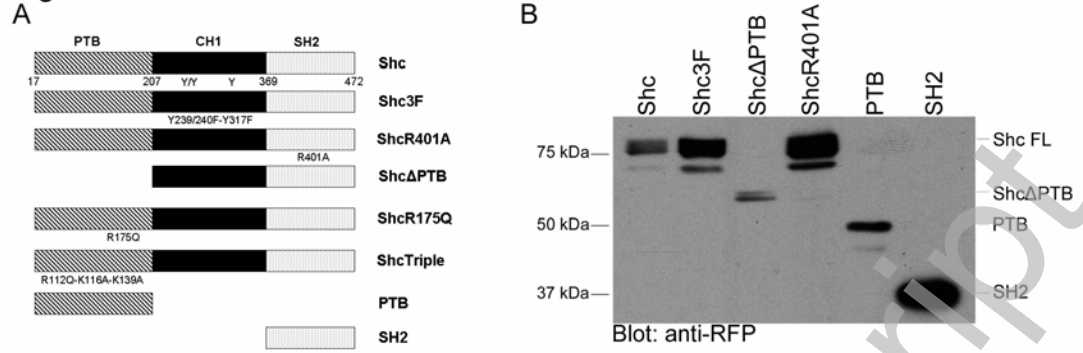 A
PTB CH1 SH2
Shc
17 207 Y/Y Y 369 472
Shc3F
Y239/240F-Y317F
ShcR401A
R401A
ShcΔPTB
ShcR175Q
R175Q
ShcTriple
R112Q-K116A-K139A
PTB
SH2
B
Shc
Shc3F
ShcΔPTB
ShcR401A
PTB
SH2
75 kDa
50 kDa
37 kDa
Shc FL
ShcΔPTB
PTB
SH2
Blot: anti-RFP
ript